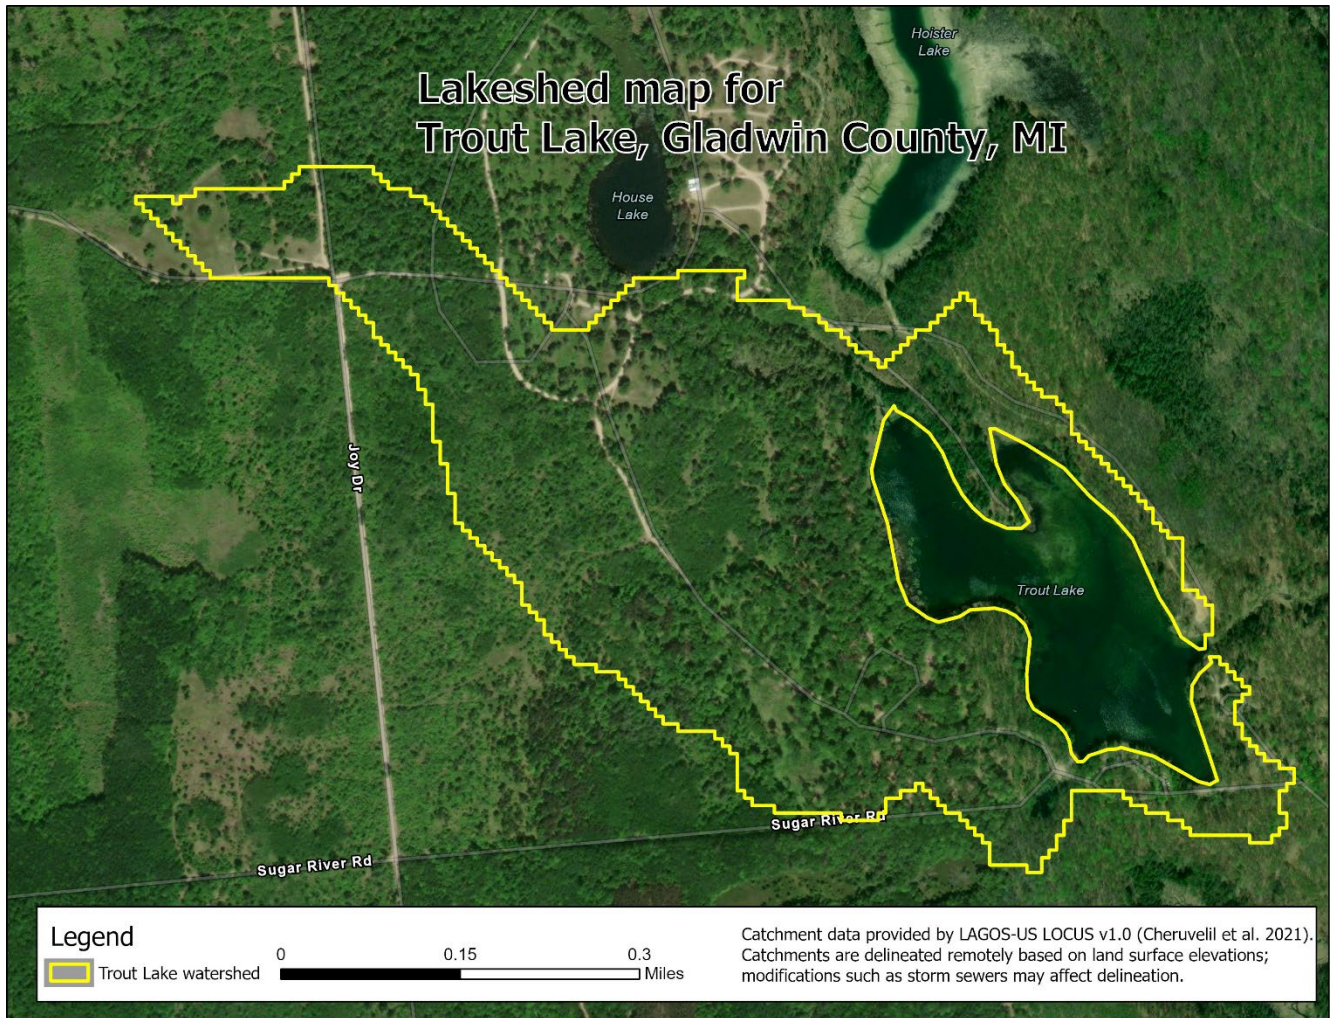 Hoister
Lake
Lakeshed map for
Trout Lake, Gladwin County, MI
House
Lake
Joy Dr
Trout Lake
Sugar River Rd
Sugar River Rd
Legend
Trout Lake watershed
0 0.15 0.3
Miles
Catchment data provided by LAGOS-US LOCUS v1.0 (Cheruvelil et al. 2021).
Catchments are delineated remotely based on land surface elevations;
modifications such as storm sewers may affect delineation.